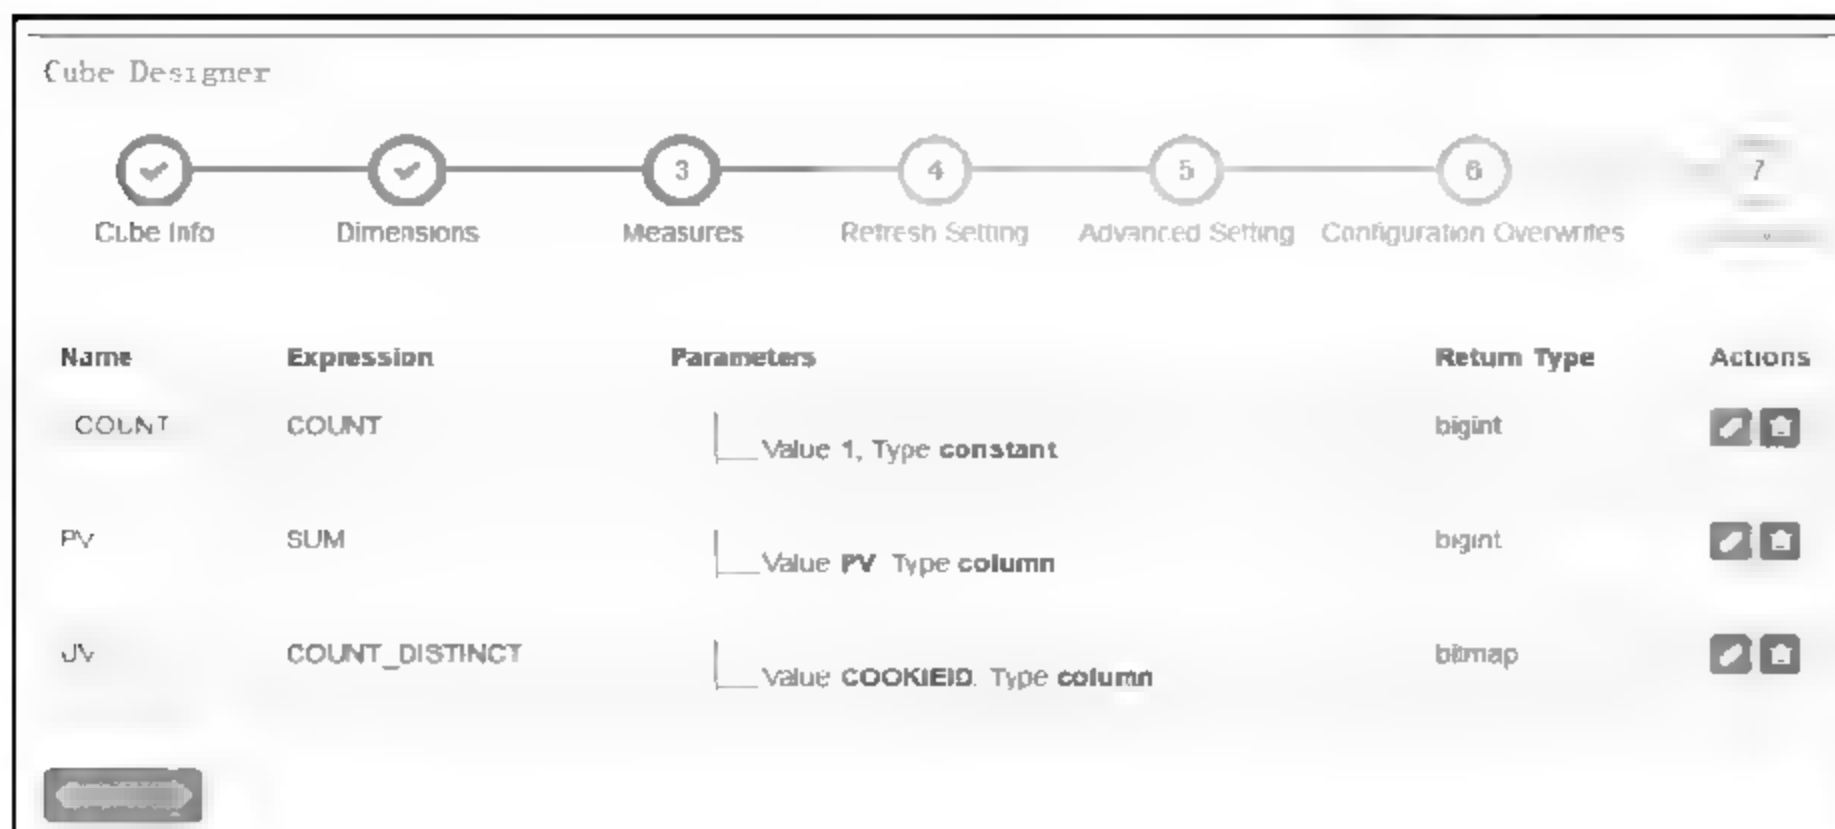 Cube Designer
3 4 5 6 7
Cube Info Dimensions Measures Refresh Setting Advanced Setting Configuration Overwrites
Name Expression Parameters Return Type Actions
COUNT COUNT bigint
Value 1, Type constant
PV SUM bigint
Value PV Type column
COUNT_DISTINCT bitmap
Value COOKIEID. Type column